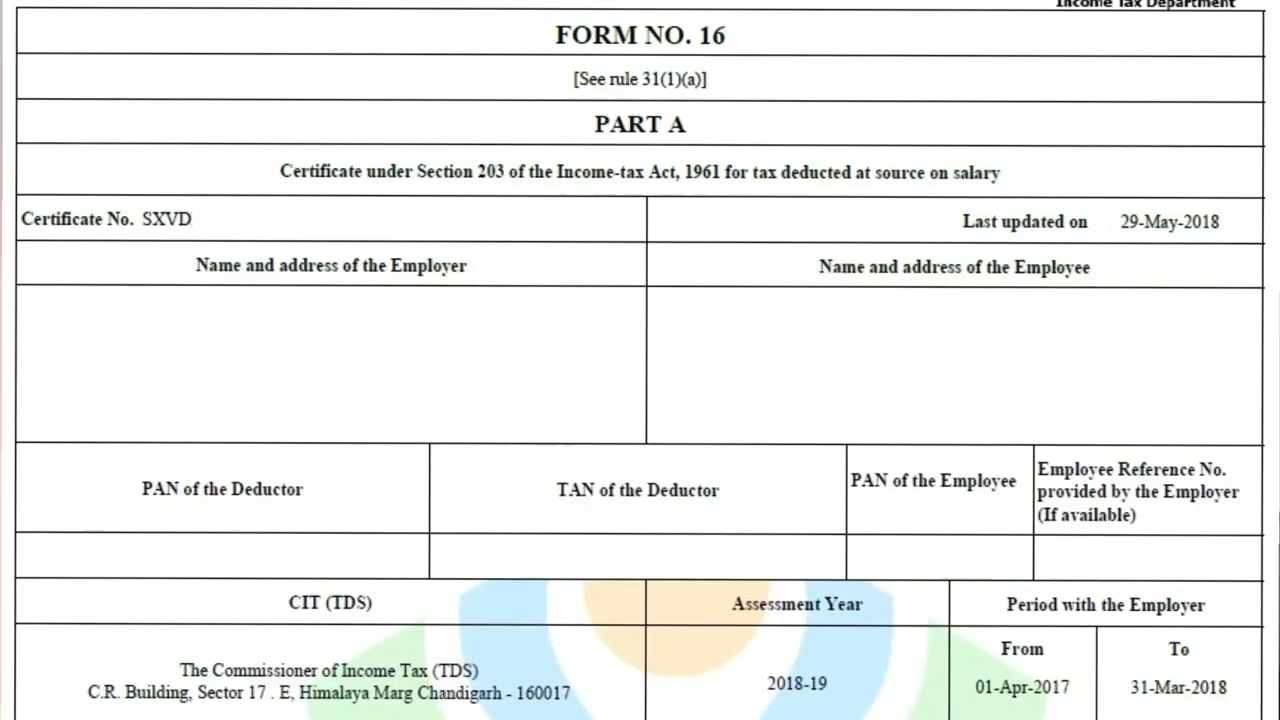 Income Tax Department
FORM NO. 16
[See rule 31(1)(a)]
PART A
Certificate under Section 203 of the Income-tax Act, 1961 for tax deducted at source on salary
Certificate No. SXVD
Last updated on 29-May-2018
Name and address of the Employer
Name and address of the Employee
PAN of the Deductor
TAN of the Deductor
PAN of the Employee
Employee Reference No.
provided by the Employer
(If available)
CIT (TDS)
Assessment Year
Period with the Employer
The Commissioner of Income Tax (TDS)
C.R. Building, Sector 17 . E, Himalaya Marg Chandigarh - 160017
2018-19
From
To
01-Apr-2017
31-Mar-2018